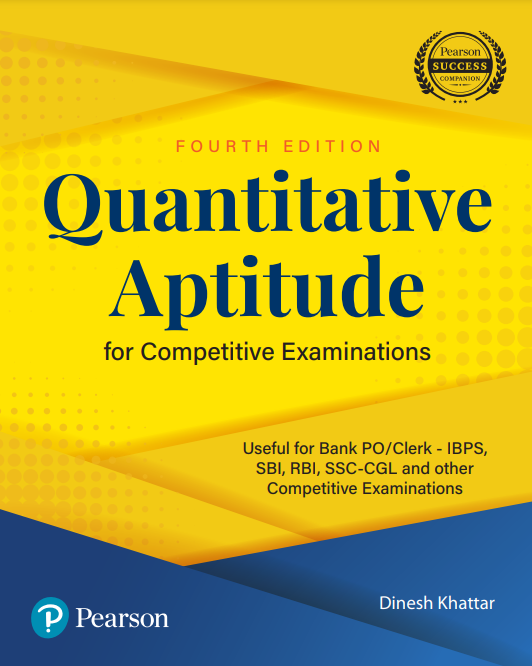 Pearson
SUCCESS
COMPANION
FOURTH EDITION
Quantitative
Aptitude
for Competitive Examinations
Useful for Bank PO/Clerk - IBPS,
SBI, RBI, SSC-CGL and other
Competitive Examinations
Dinesh Khattar
P Pearson